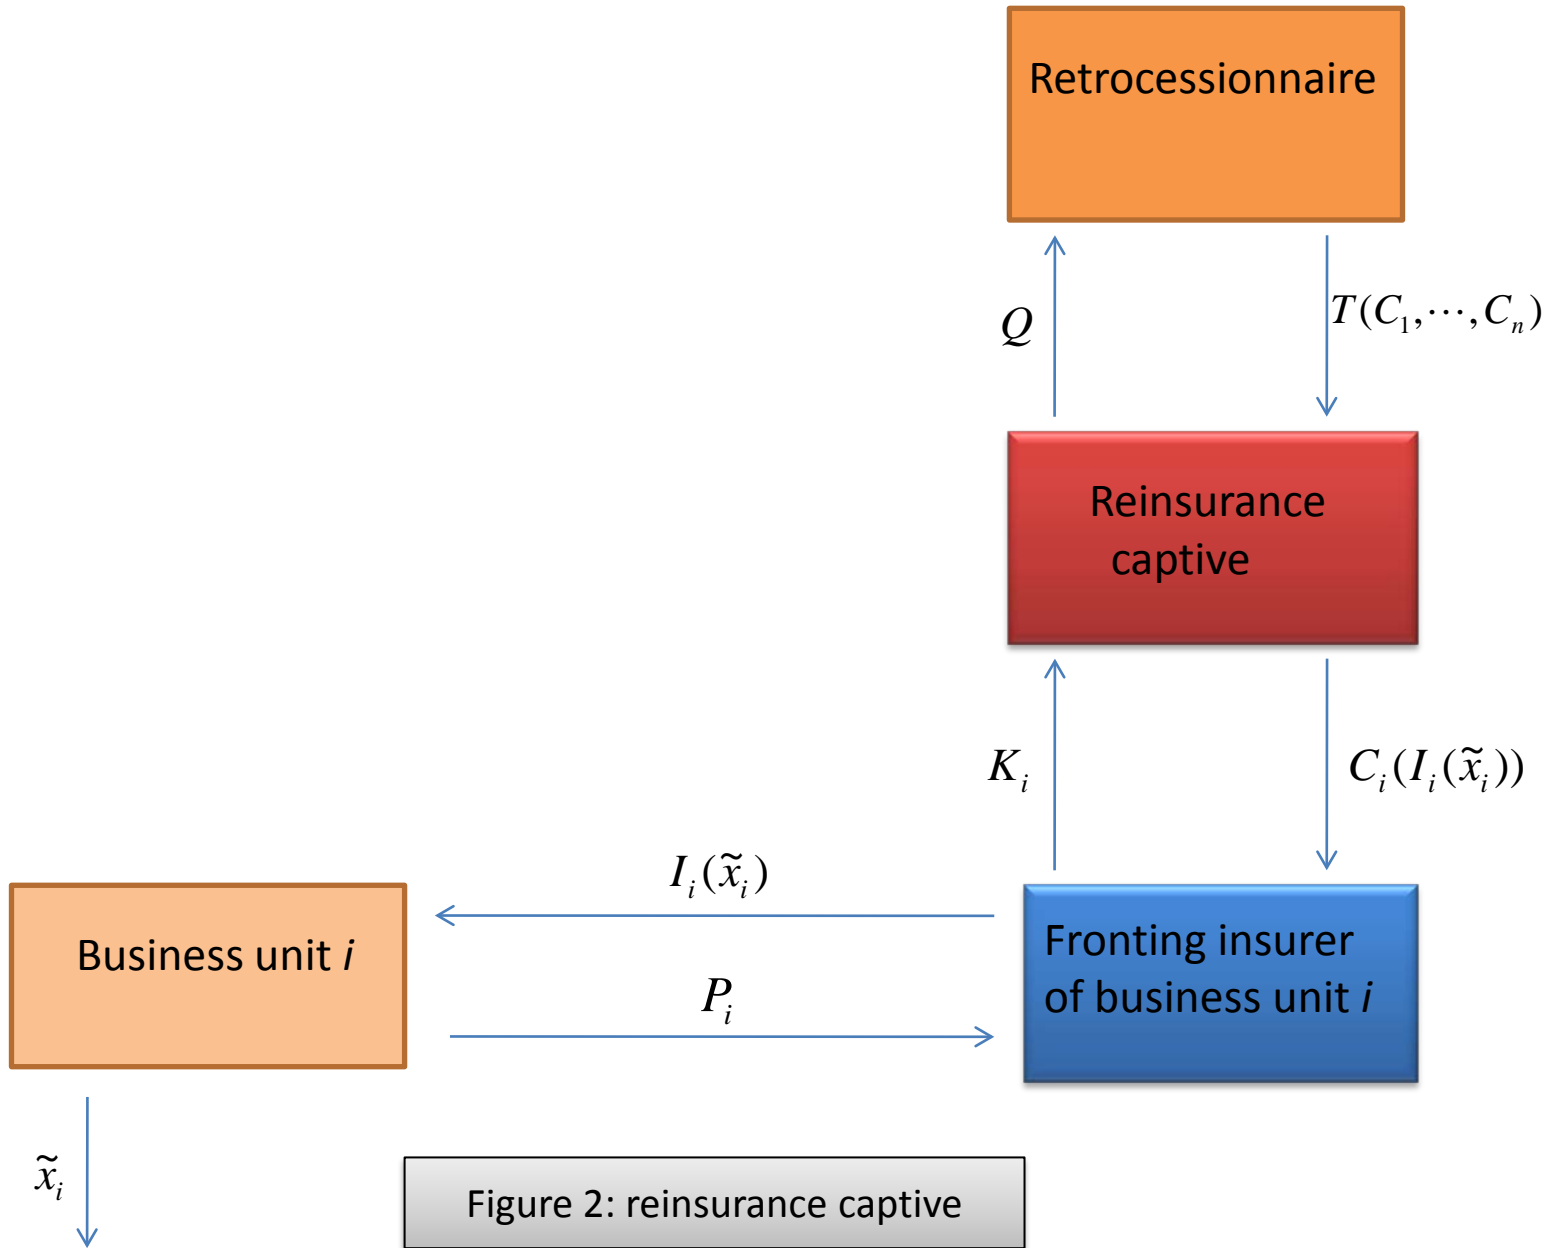 Retrocessionnaire
Q
T(C₁,⋯,Cₙ)
Reinsurance
captive
Kᵢ
Cᵢ(Iᵢ(x̃ᵢ))
Iᵢ(x̃ᵢ)
Business unit i
Fronting insurer
of business unit i
Pᵢ
x̃ᵢ
Figure 2: reinsurance captive